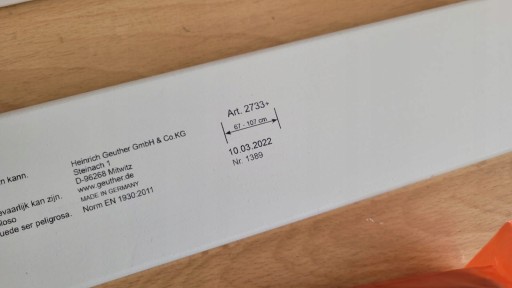 n kann.
evaarlijk kan zijn.
loso
uede ser peligrosa.
Heinrich Geuther GmbH & Co.KG
Steinach 1
D-96268 Mitwitz
www.geuther.de
MADE IN GERMANY
Norm EN 1930:2011
Art. 2733+
67 - 107 cm
10.03.2022
Nr. 1389